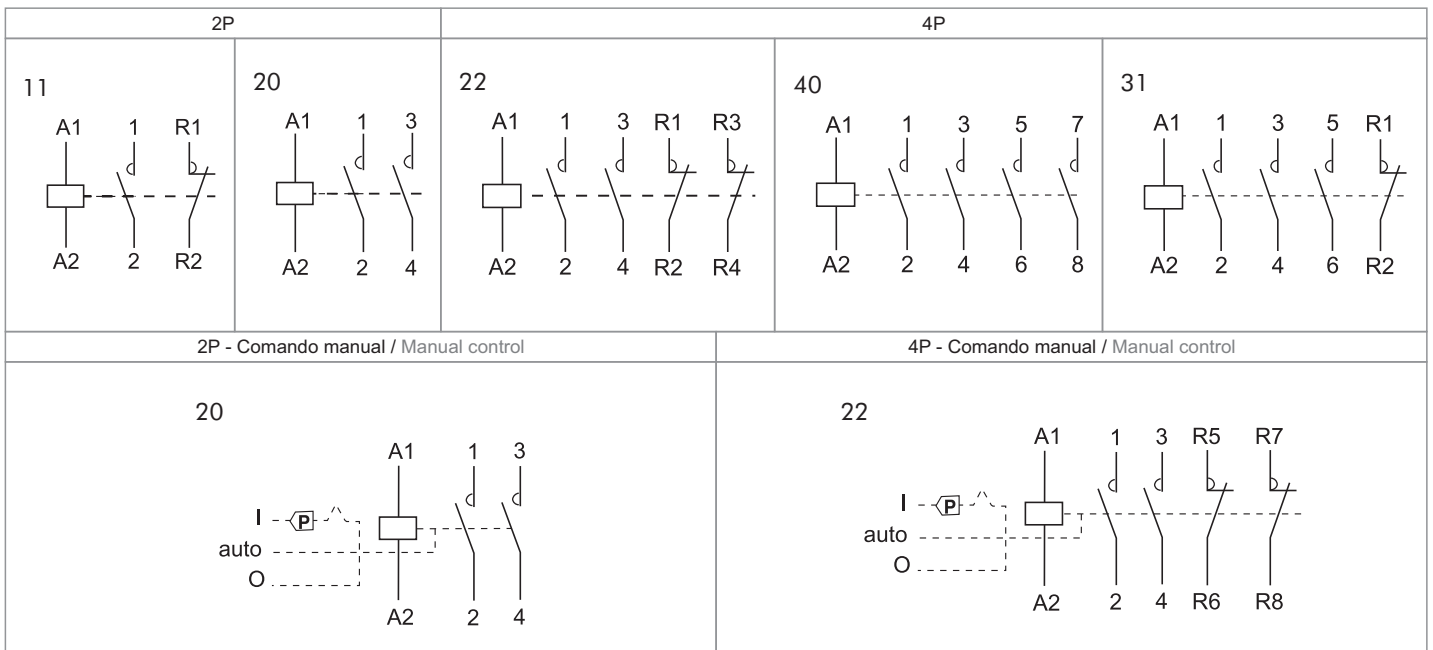 2P 4P
11 20 22 40 31
A1 1 R1 A1 1 3 A1 1 3 R1 R3 A1 1 3 5 7 A1 1 3 5 R1
A2 2 R2 A2 2 4 A2 2 4 R2 R4 A2 2 4 6 8 A2 2 4 6 R2
2P - Comando manual / Manual control 4P - Comando manual / Manual control
20 22
A1 1 3 A1 1 3 R5 R7
I P I P
auto auto
O O
A2 2 4 A2 2 4 R6 R8